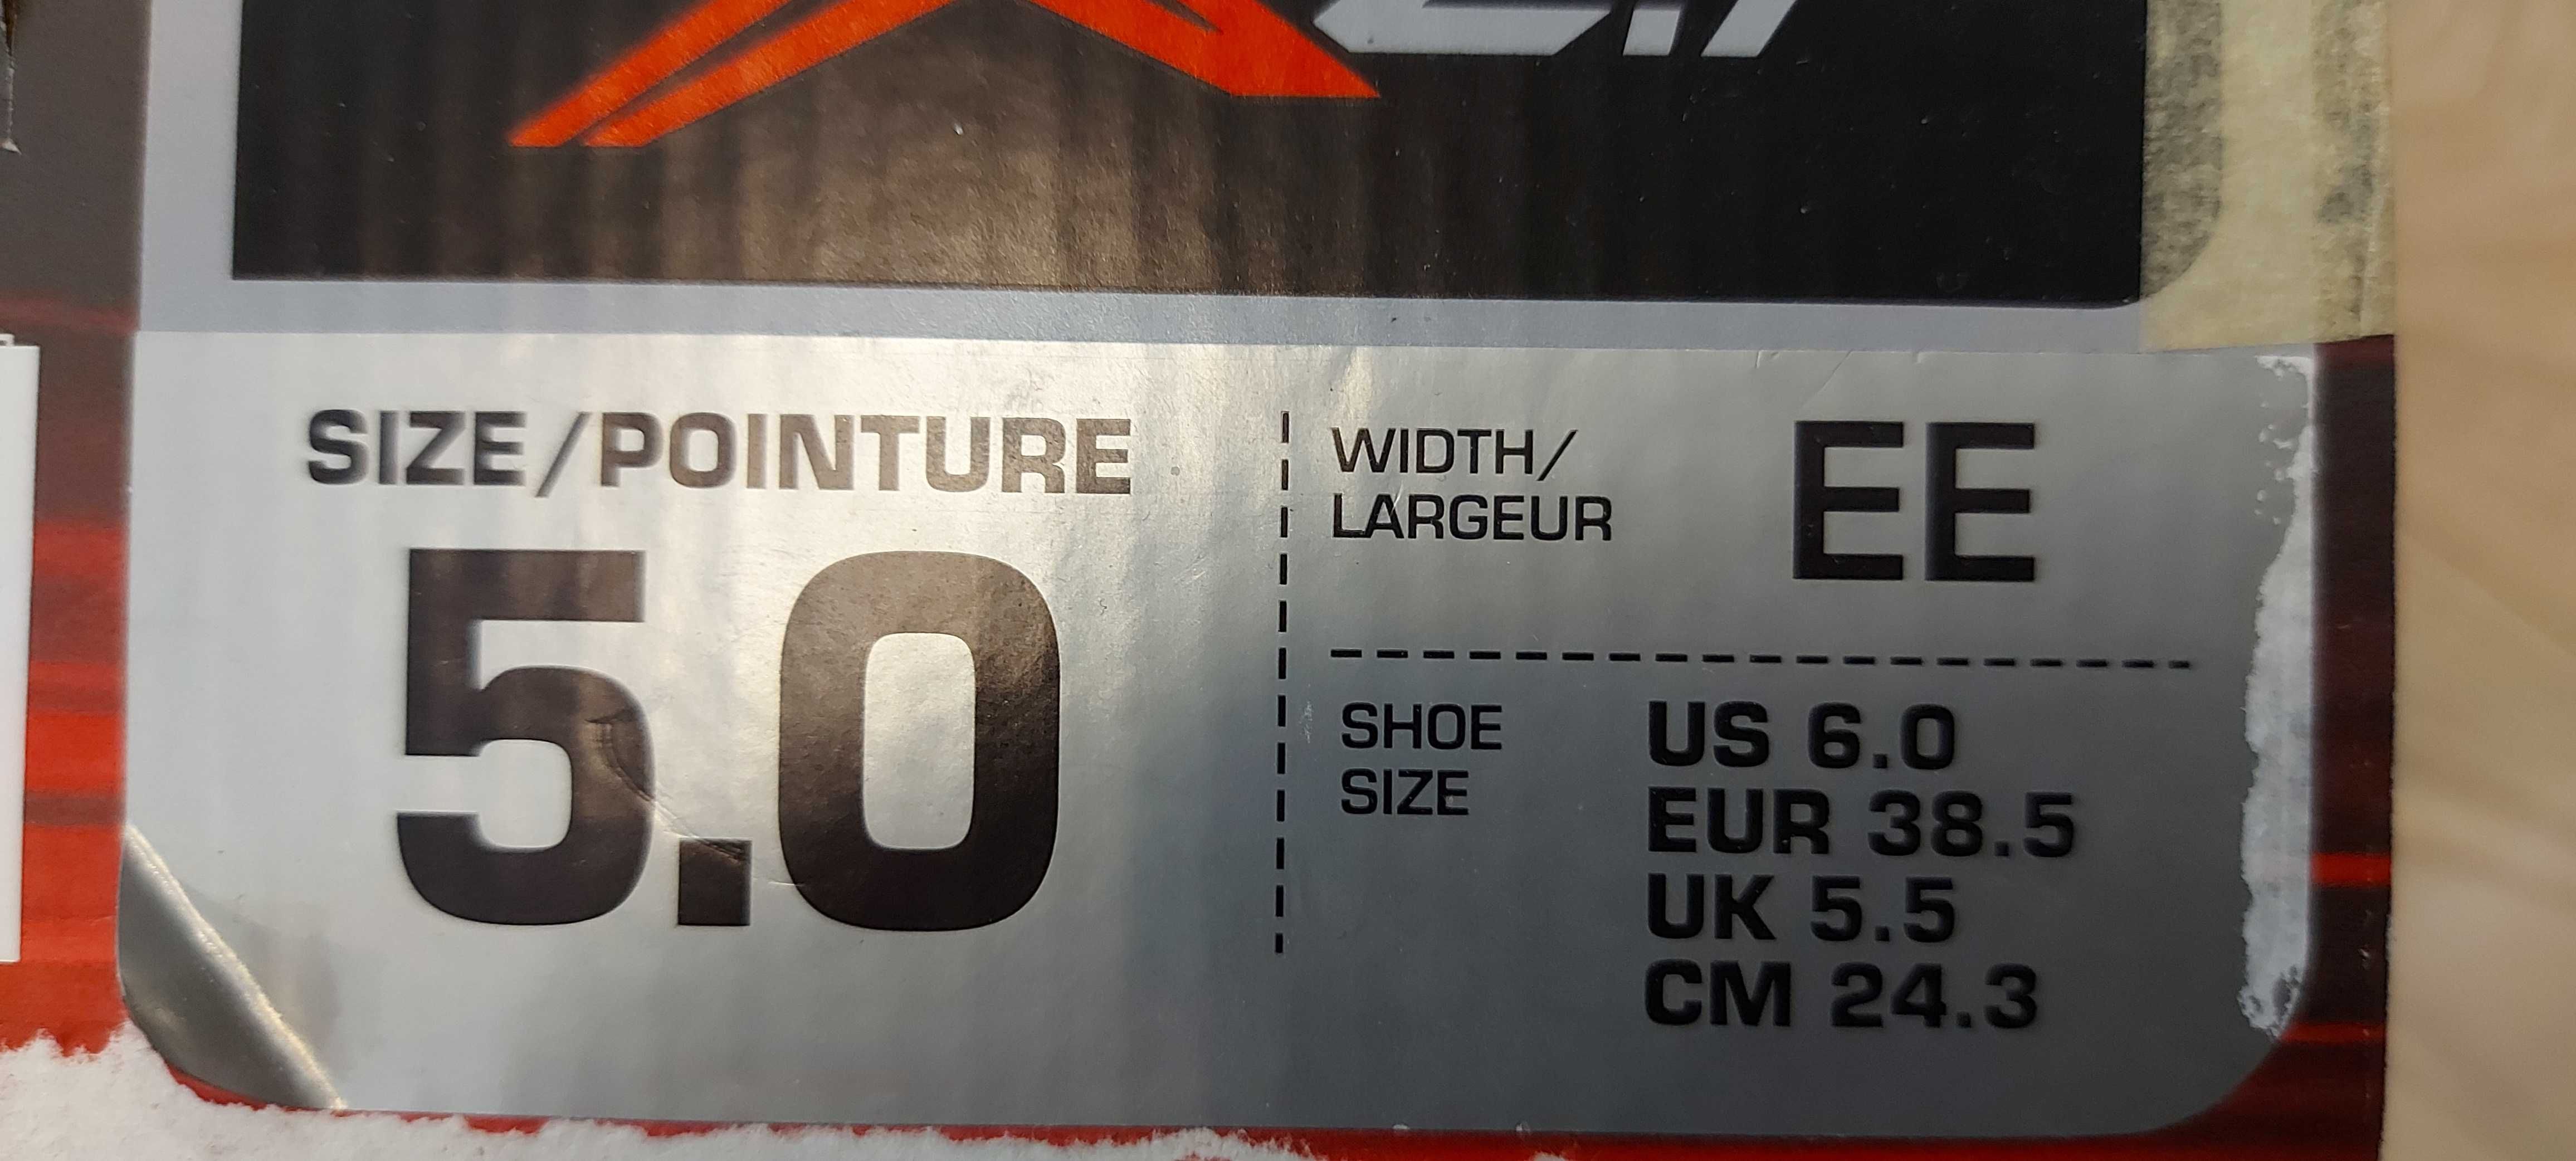 SIZE/POINTURE
5.0
WIDTH/
LARGEUR
EE
SHOE
SIZE
US 6.0
EUR 38.5
UK 5.5
CM 24.3